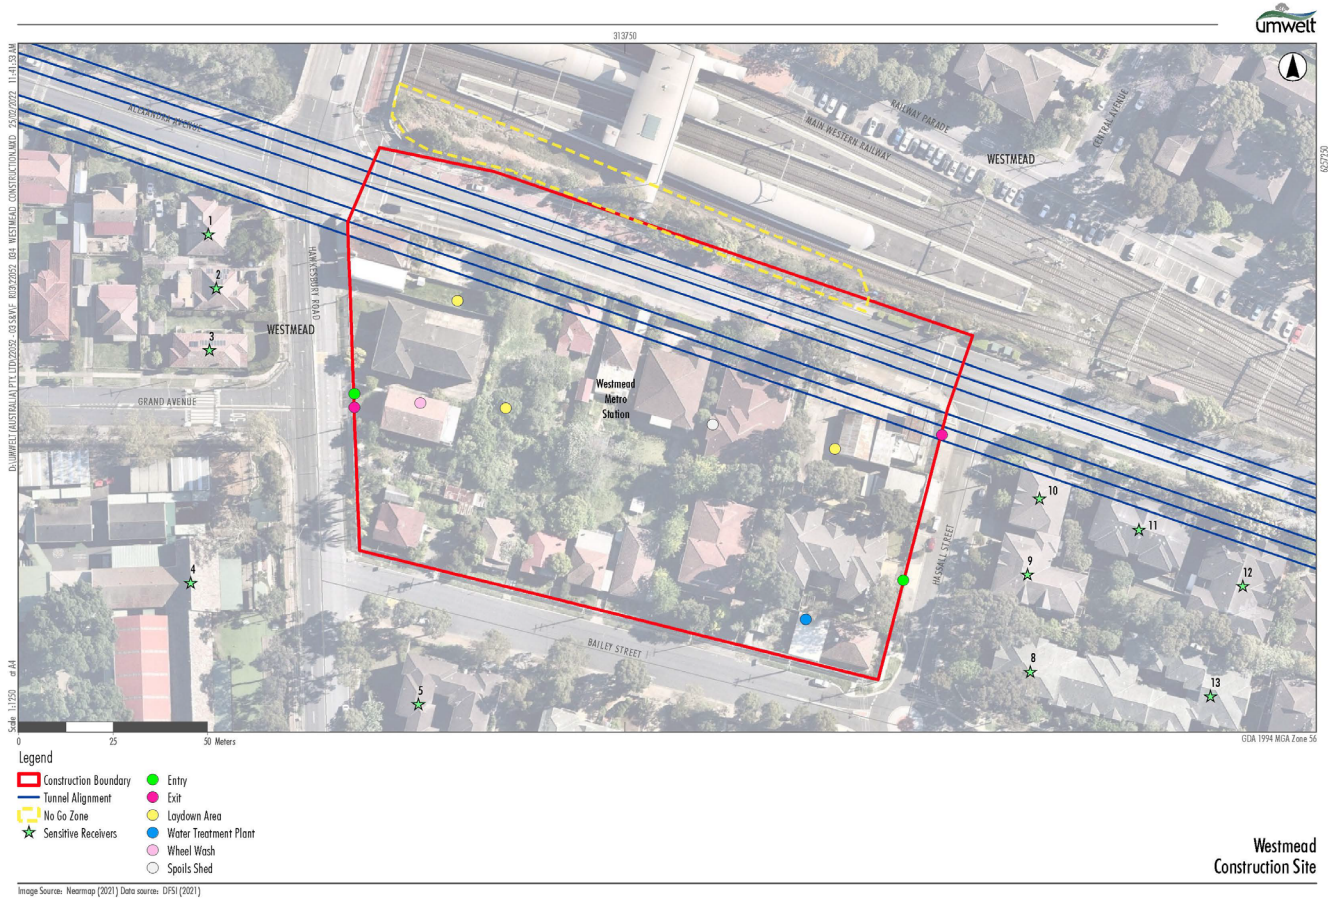 umwelt
313750
6257250
ALEXANDRA AVENUE
RAILWAY PARADE
CENTRAL AVENUE
MAIN WESTERN RAILWAY
WESTMEAD
1
2
3
HAWKESBURY ROAD
WESTMEAD
GRAND AVENUE
Westmead
Metro
Station
4
5
BAILEY STREET
HASSALL STREET
10
11
9
12
8
13
Scale 1:1250 at A4
0 25 50 Meters
GDA 1994 MGA Zone 56
Legend
Construction Boundary
Tunnel Alignment
No Go Zone
Sensitive Receivers
Entry
Exit
Laydown Area
Water Treatment Plant
Wheel Wash
Spoils Shed
Westmead
Construction Site
Image Source: Nearmap (2021) Data source: DFSI (2021)